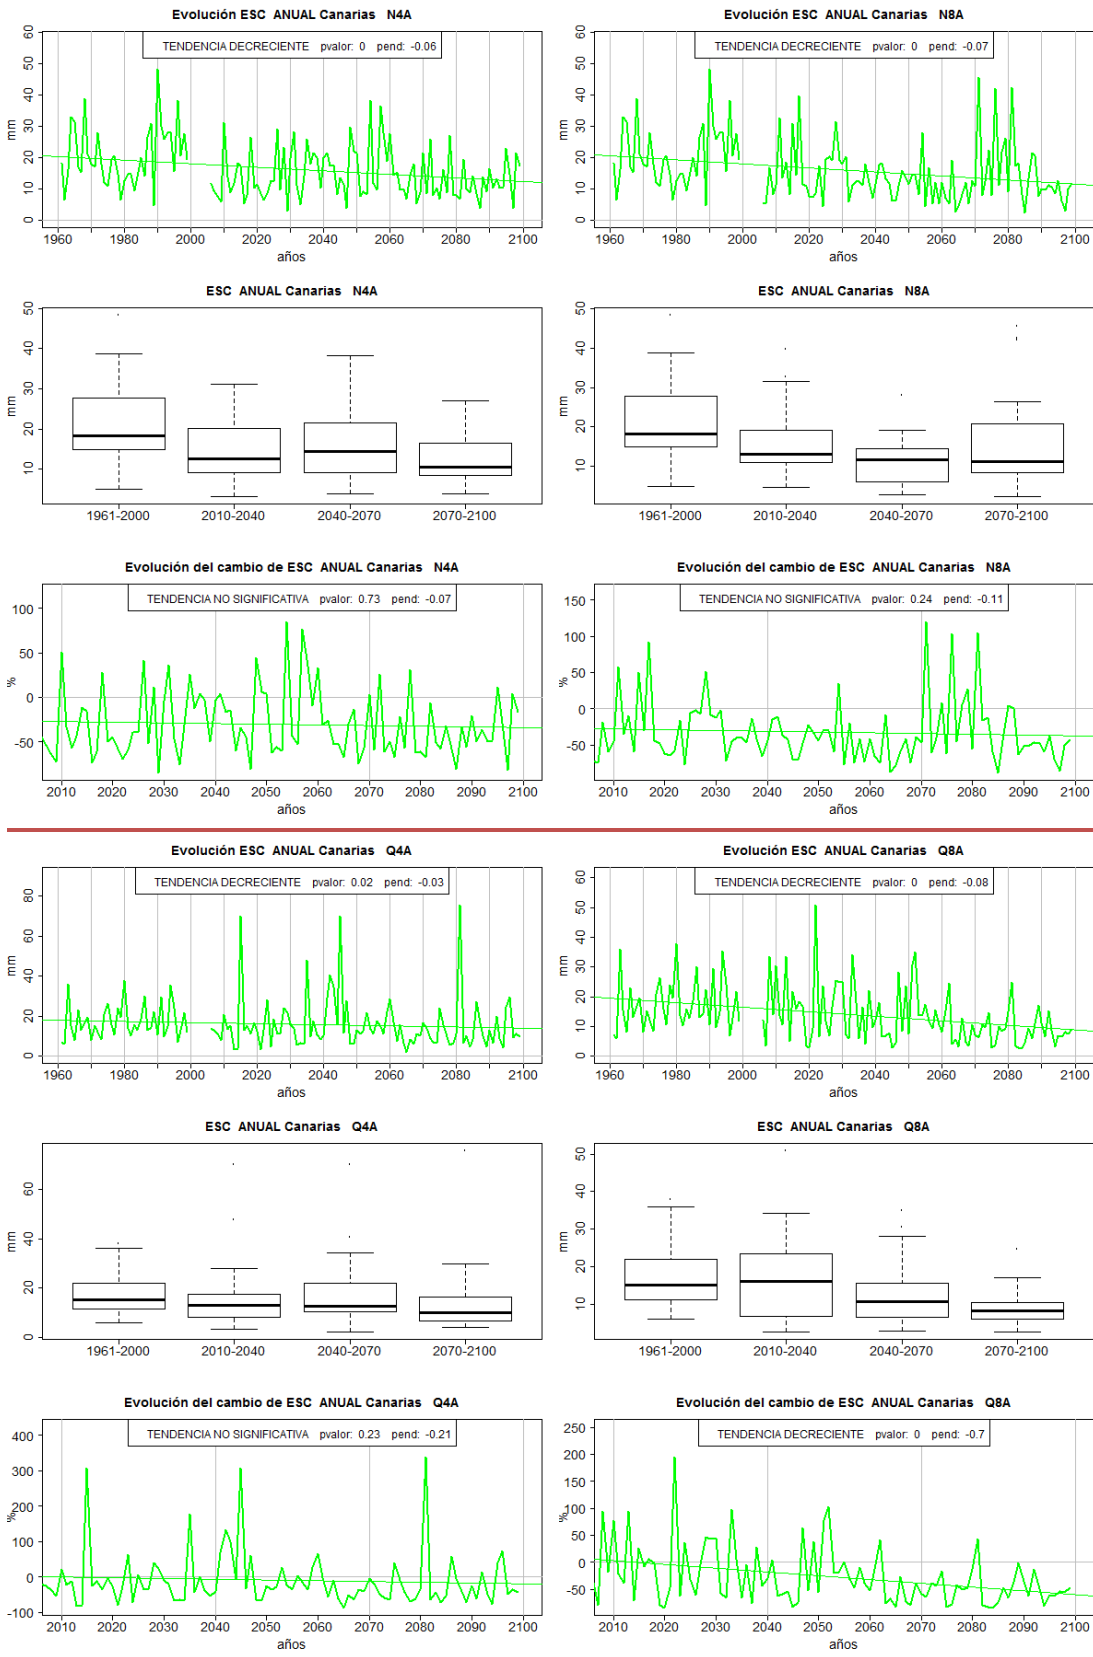 Evolución ESC ANUAL Canarias N4A
TENDENCIA DECRECIENTE pvalor: 0 pend: -0.06
mm
0 10 20 30 40 50 60
1960 1980 2000 2020 2040 2060 2080 2100
años
Evolución ESC ANUAL Canarias N8A
TENDENCIA DECRECIENTE pvalor: 0 pend: -0.07
mm
0 10 20 30 40 50 60
1960 1980 2000 2020 2040 2060 2080 2100
años
ESC ANUAL Canarias N4A
mm
10 20 30 40 50
1961-2000 2010-2040 2040-2070 2070-2100
ESC ANUAL Canarias N8A
mm
10 20 30 40 50
1961-2000 2010-2040 2040-2070 2070-2100
Evolución del cambio de ESC ANUAL Canarias N4A
TENDENCIA NO SIGNIFICATIVA pvalor: 0.73 pend: -0.07
%
-50 0 50 100
2010 2020 2030 2040 2050 2060 2070 2080 2090 2100
años
Evolución del cambio de ESC ANUAL Canarias N8A
TENDENCIA NO SIGNIFICATIVA pvalor: 0.24 pend: -0.11
%
-50 0 50 100 150
2010 2020 2030 2040 2050 2060 2070 2080 2090 2100
años
Evolución ESC ANUAL Canarias Q4A
TENDENCIA DECRECIENTE pvalor: 0.02 pend: -0.03
mm
0 20 40 60 80
1960 1980 2000 2020 2040 2060 2080 2100
años
Evolución ESC ANUAL Canarias Q8A
TENDENCIA DECRECIENTE pvalor: 0 pend: -0.08
mm
0 10 20 30 40 50 60
1960 1980 2000 2020 2040 2060 2080 2100
años
ESC ANUAL Canarias Q4A
mm
0 20 40 60
1961-2000 2010-2040 2040-2070 2070-2100
ESC ANUAL Canarias Q8A
mm
10 20 30 40 50
1961-2000 2010-2040 2040-2070 2070-2100
Evolución del cambio de ESC ANUAL Canarias Q4A
TENDENCIA NO SIGNIFICATIVA pvalor: 0.23 pend: -0.21
%
-100 0 100 200 300 400
2010 2020 2030 2040 2050 2060 2070 2080 2090 2100
años
Evolución del cambio de ESC ANUAL Canarias Q8A
TENDENCIA DECRECIENTE pvalor: 0 pend: -0.7
%
-50 0 50 100 150 200 250
2010 2020 2030 2040 2050 2060 2070 2080 2090 2100
años